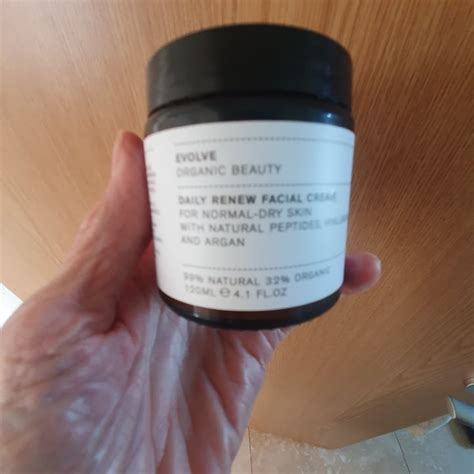 EVOLVE
ORGANIC BEAUTY
DAILY RENEW FACIAL CREAM
FOR NORMAL-DRY SKIN
WITH NATURAL PEPTIDES,
AND ARGAN
99% NATURAL 32% ORGANIC
120ML ℮ 4.1 FL.OZ